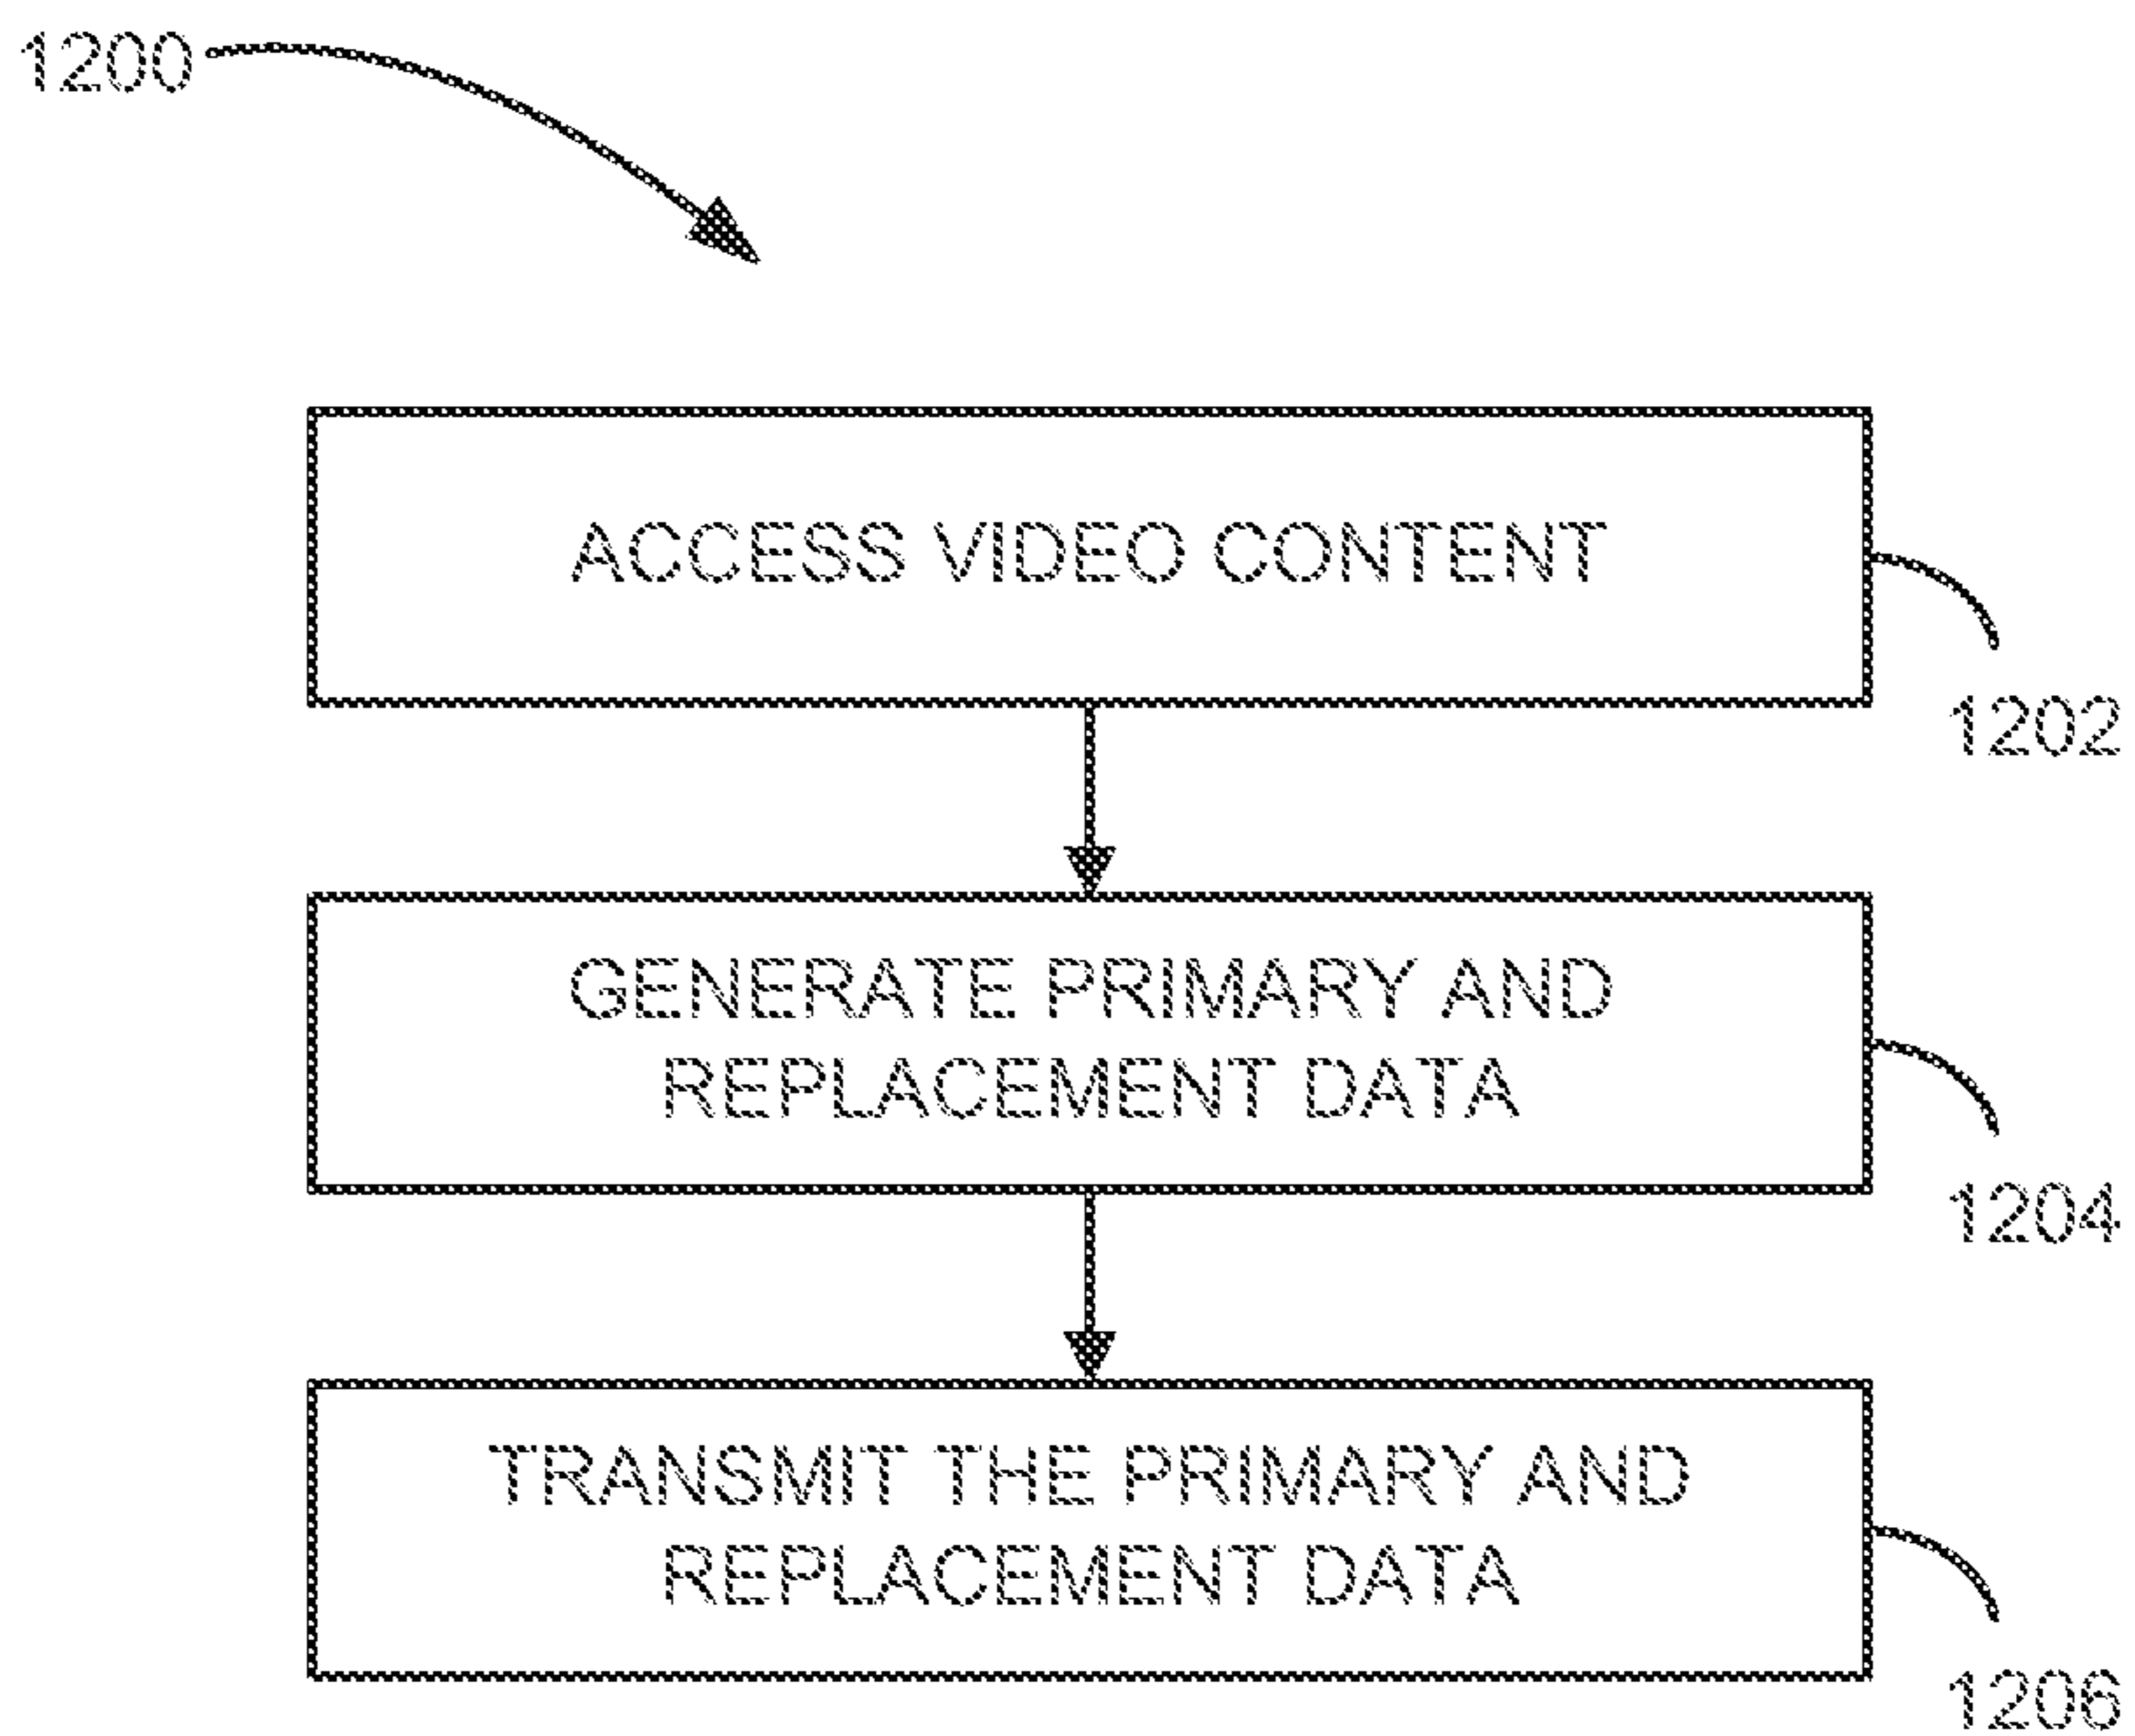 1200
ACCESS VIDEO CONTENT
1202
GENERATE PRIMARY AND
REPLACEMENT DATA
1204
TRANSMIT THE PRIMARY AND
REPLACEMENT DATA
1206